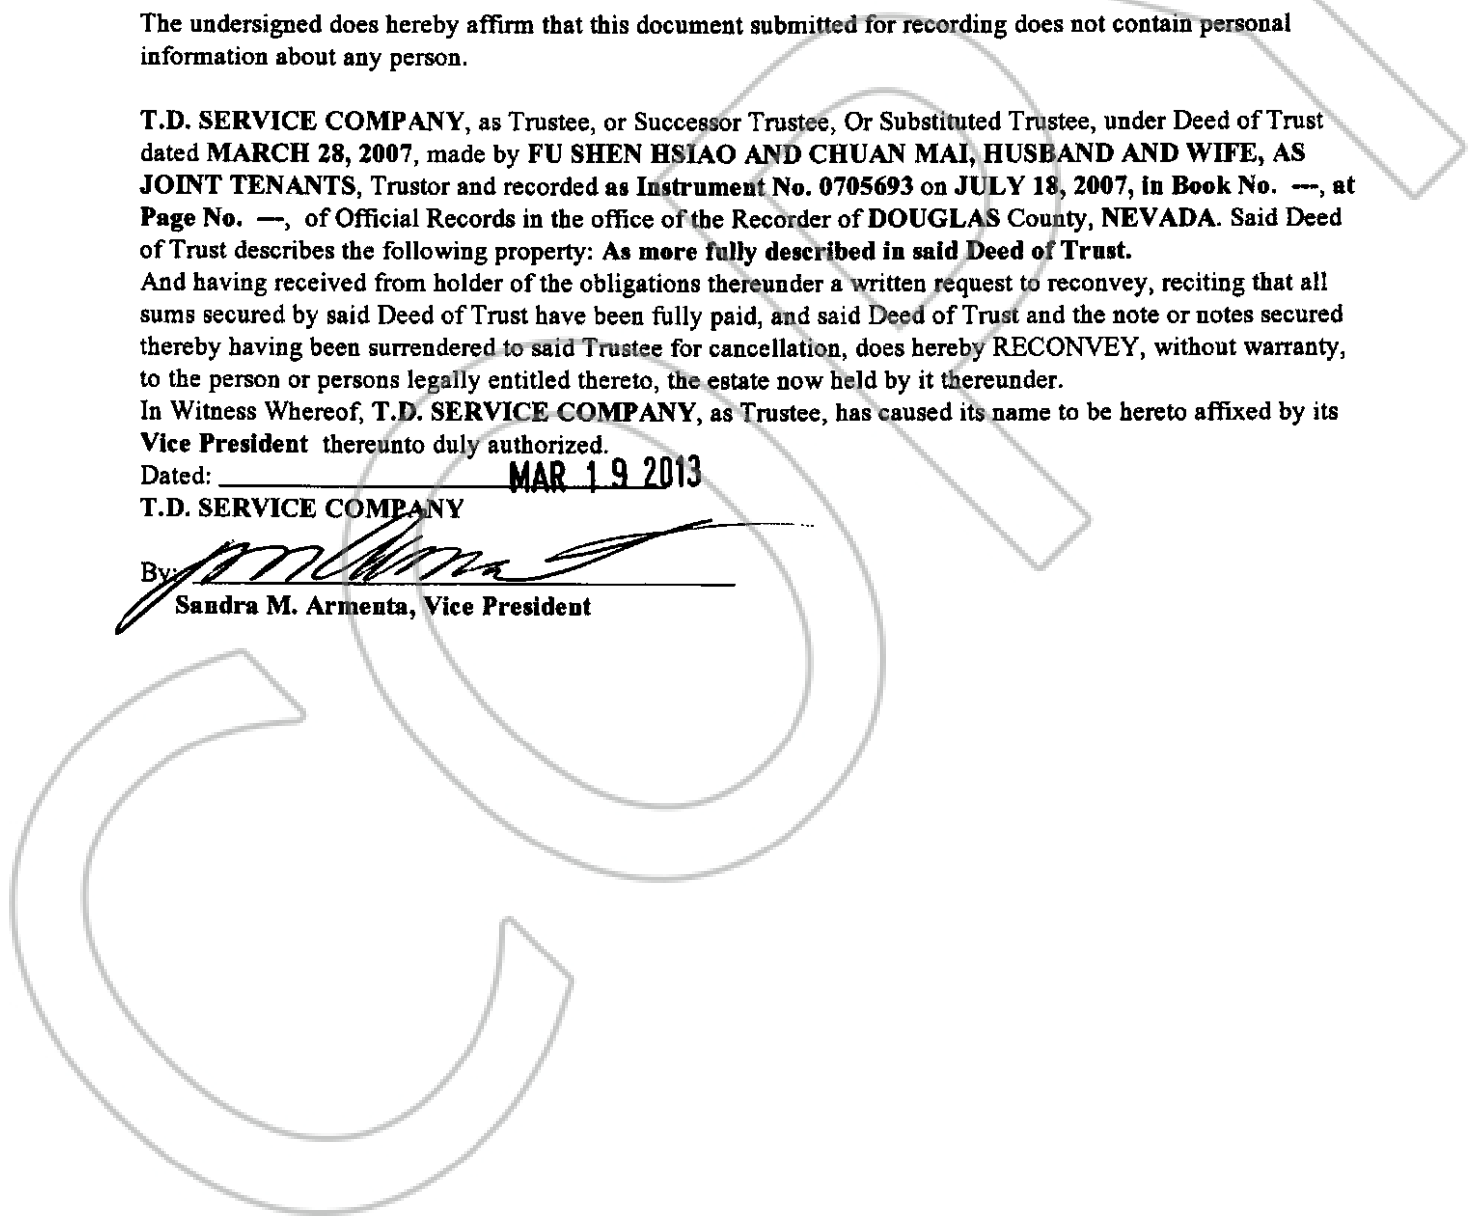 The undersigned does hereby affirm that this document submitted for recording does not contain personal
information about any person.
T.D. SERVICE COMPANY, as Trustee, or Successor Trustee, Or Substituted Trustee, under Deed of Trust
dated MARCH 28, 2007, made by FU SHEN HSIAO AND CHUAN MAI, HUSBAND AND WIFE, AS
JOINT TENANTS, Trustor and recorded as Instrument No. 0705693 on JULY 18, 2007, in Book No. ---, at
Page No. ---, of Official Records in the office of the Recorder of DOUGLAS County, NEVADA. Said Deed
of Trust describes the following property: As more fully described in said Deed of Trust.
And having received from holder of the obligations thereunder a written request to reconvey, reciting that all
sums secured by said Deed of Trust have been fully paid, and said Deed of Trust and the note or notes secured
thereby having been surrendered to said Trustee for cancellation, does hereby RECONVEY, without warranty,
to the person or persons legally entitled thereto, the estate now held by it thereunder.
In Witness Whereof, T.D. SERVICE COMPANY, as Trustee, has caused its name to be hereto affixed by its
Vice President thereunto duly authorized.
Dated: MAR 19 2013
T.D. SERVICE COMPANY
By:
Sandra M. Armenta, Vice President
COPY